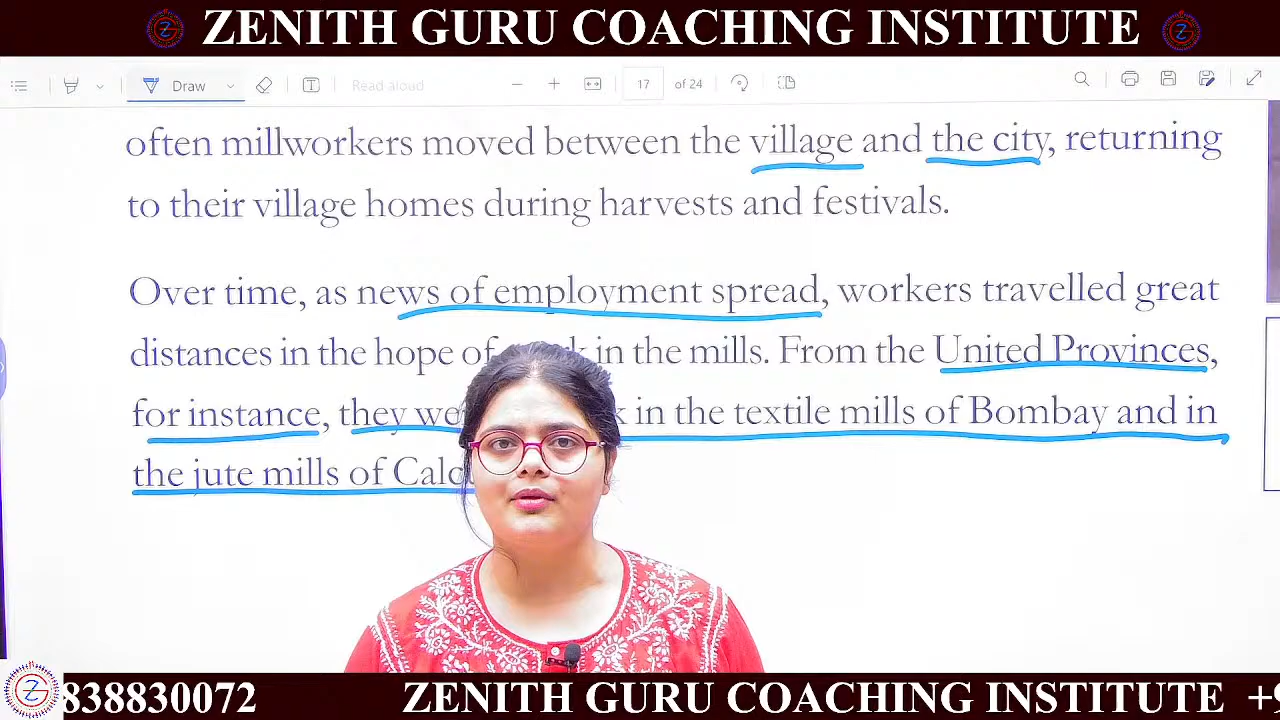 ZENITH GURU COACHING INSTITUTE
Draw
Read aloud
17
of 24
often millworkers moved between the village and the city, returning
to their village homes during harvests and festivals.
Over time, as news of employment spread, workers travelled great
distances in the hope of in the mills. From the United Provinces,
for instance, they in the textile mills of Bombay and in
the jute mills of
838830072 ZENITH GURU COACHING INSTITUTE